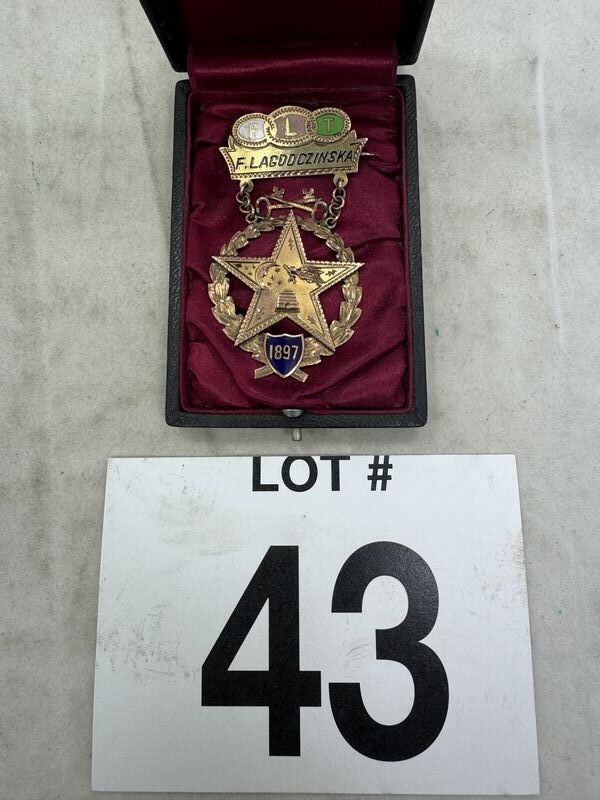 F L T
F. LAGODCZINSKA
1897
LOT #
43